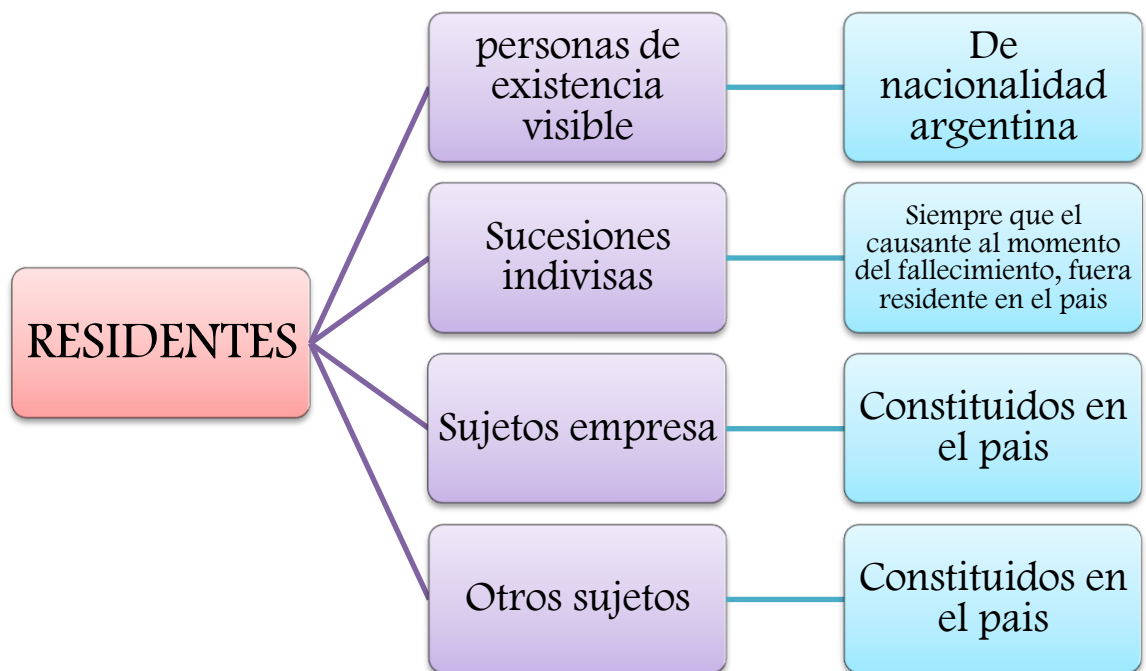 personas de
existencia
visible
De
nacionalidad
argentina
Sucesiones
indivisas
Siempre que el
causante al momento
del fallecimiento, fuera
residente en el pais
RESIDENTES
Sujetos empresa
Constituidos en
el pais
Otros sujetos
Constituidos en
el pais